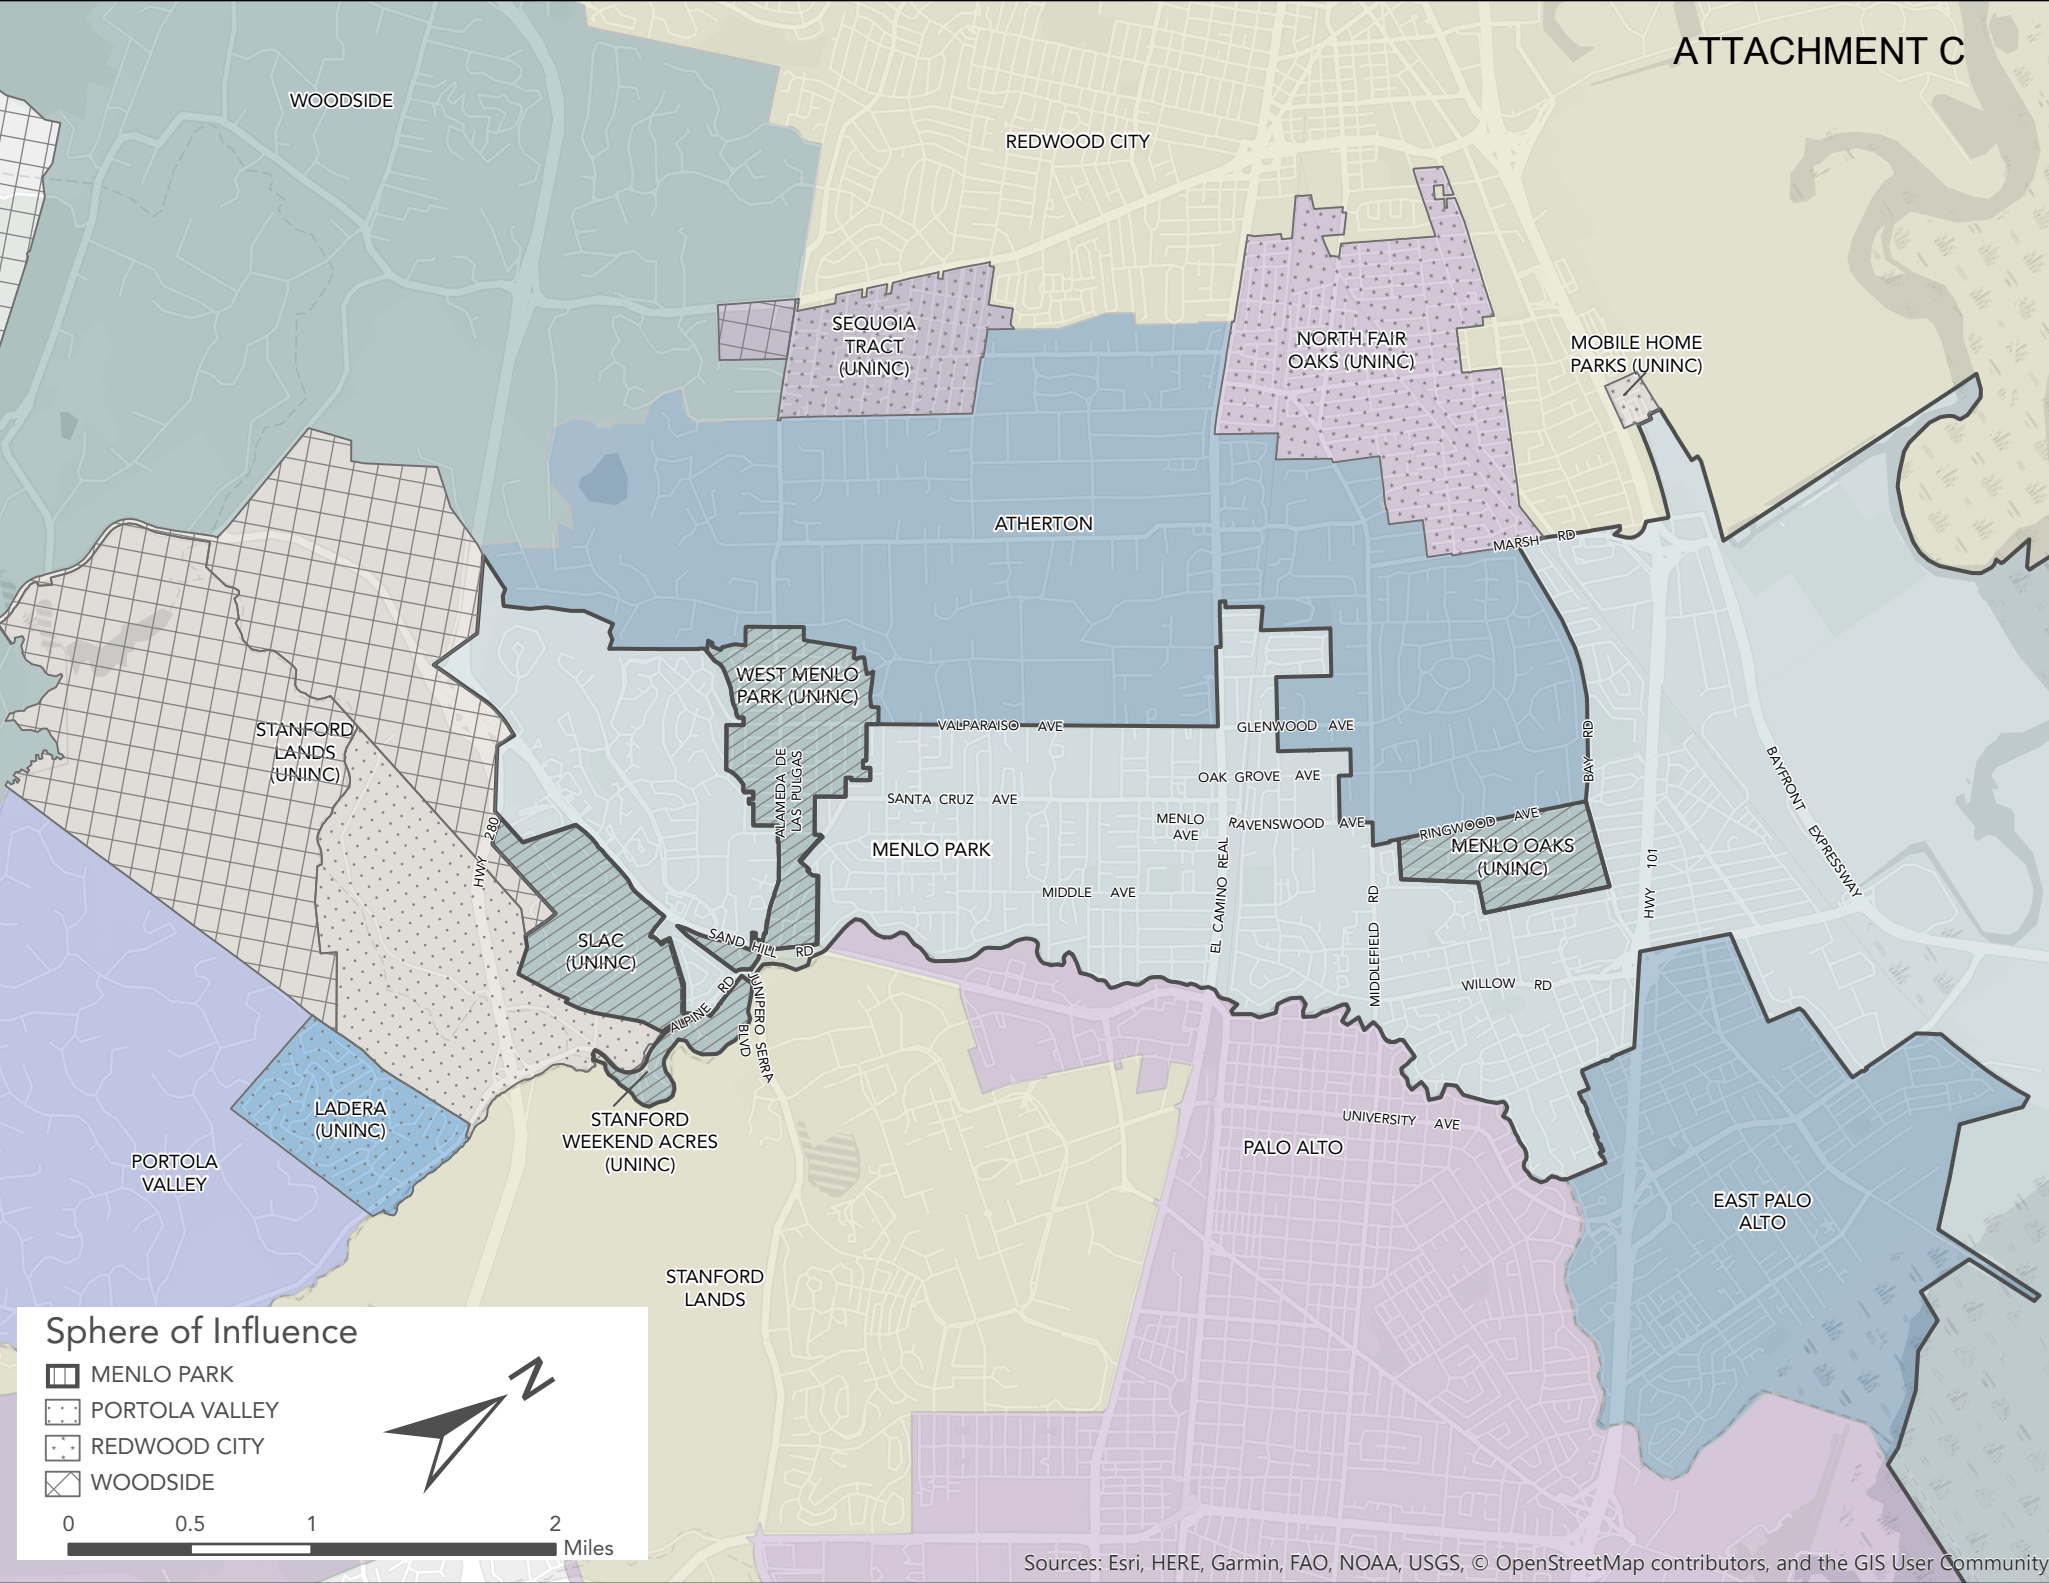 ATTACHMENT C
WOODSIDE
REDWOOD CITY
SEQUOIA
TRACT
(UNINC)
NORTH FAIR
OAKS (UNINC)
MOBILE HOME
PARKS (UNINC)
ATHERTON
MARSH RD
WEST MENLO
PARK (UNINC)
STANFORD
LANDS
(UNINC)
VALPARAISO AVE
GLENWOOD AVE
BAY RD
BAYFRONT EXPRESSWAY
ALAMEDA DE
LAS PULGAS
OAK GROVE AVE
SANTA CRUZ AVE
MENLO
AVE
RAVENSWOOD AVE
RINGWOOD AVE
MENLO PARK
MENLO OAKS
(UNINC)
HWY 280
HWY 101
MIDDLE AVE
EL CAMINO REAL
MIDDLEFIELD RD
SLAC
(UNINC)
SAND HILL RD
WILLOW RD
ALPINE RD
JUNIPERO SERRA
BLVD
LADERA
(UNINC)
STANFORD
WEEKEND ACRES
(UNINC)
UNIVERSITY AVE
PALO ALTO
PORTOLA
VALLEY
EAST PALO
ALTO
STANFORD
LANDS
Sphere of Influence
MENLO PARK
PORTOLA VALLEY
REDWOOD CITY
WOODSIDE
N
0 0.5 1 2
Miles
Sources: Esri, HERE, Garmin, FAO, NOAA, USGS, © OpenStreetMap contributors, and the GIS User Community